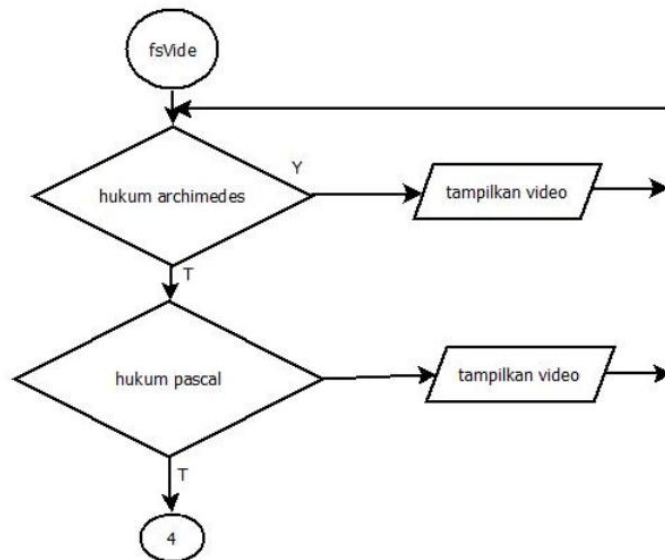 fsVide
Y
hukum archimedes
tampilkan video
T
hukum pascal
tampilkan video
T
4